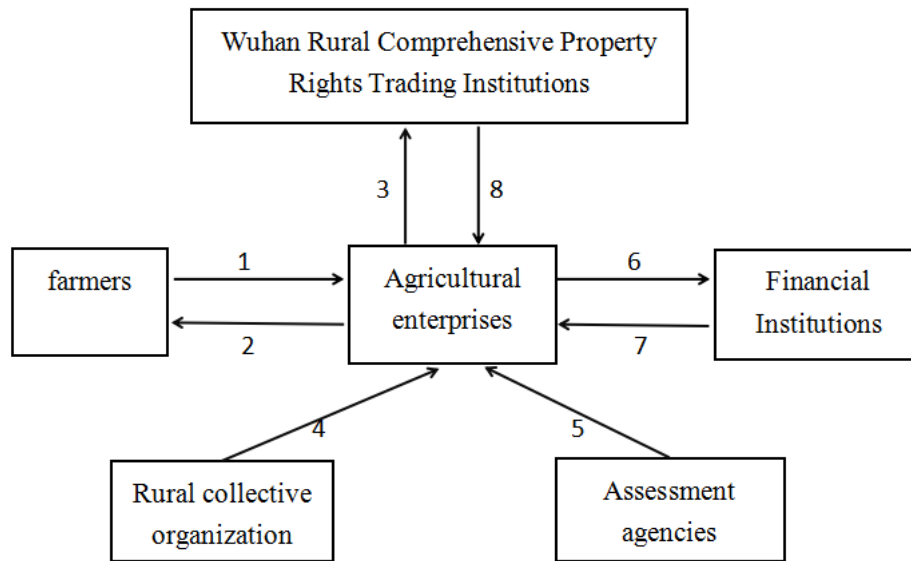 Wuhan Rural Comprehensive Property
Rights Trading Institutions
3
8
farmers
1
2
Agricultural
enterprises
6
7
Financial
Institutions
4
5
Rural collective
organization
Assessment
agencies